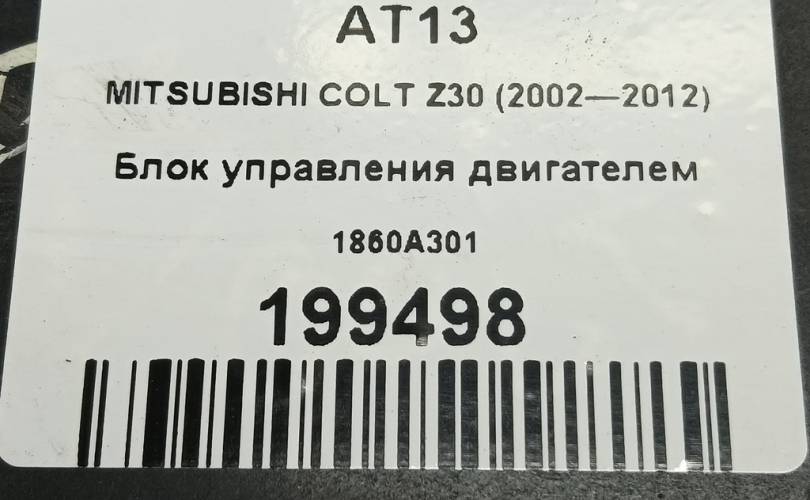 AT13
MITSUBISHI COLT Z30 (2002—2012)
Блок управления двигателем
1860A301
199498